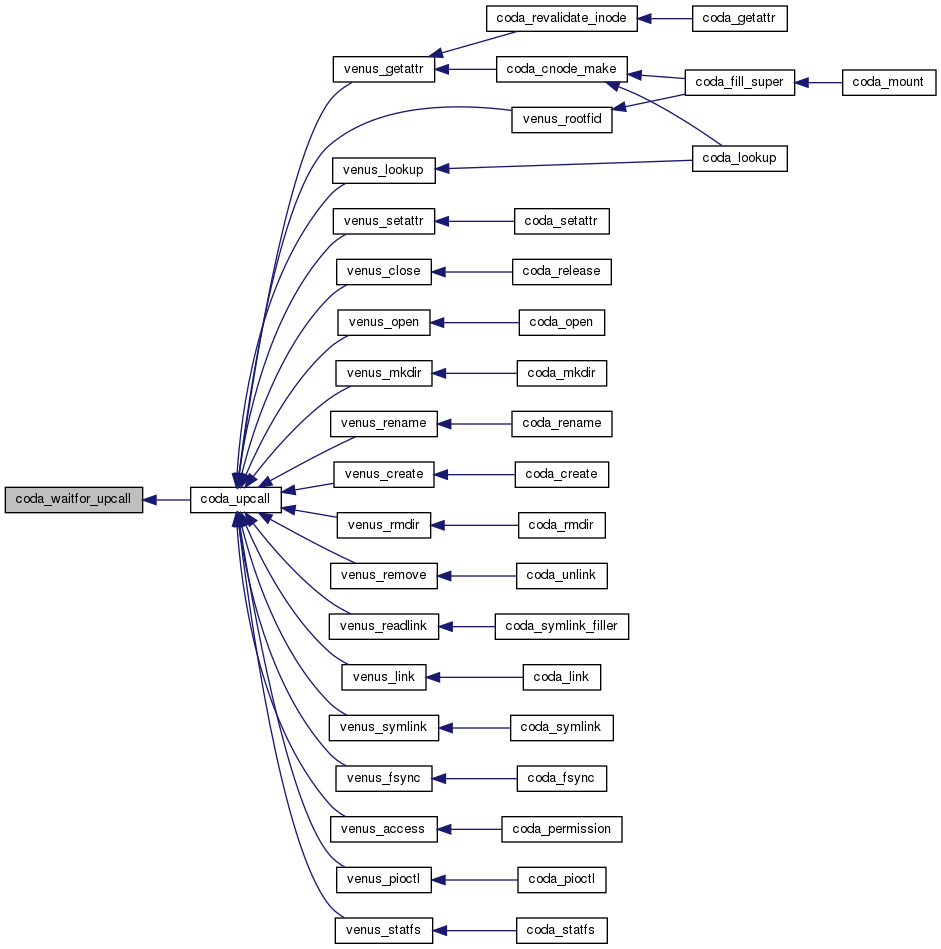 coda_revalidate_inode
coda_getattr
venus_getattr
coda_cnode_make
coda_fill_super
coda_mount
venus_rootfid
coda_lookup
venus_lookup
venus_setattr
coda_setattr
venus_close
coda_release
venus_open
coda_open
venus_mkdir
coda_mkdir
venus_rename
coda_rename
venus_create
coda_create
coda_waitfor_upcall
coda_upcall
venus_rmdir
coda_rmdir
venus_remove
coda_unlink
venus_readlink
coda_symlink_filler
venus_link
coda_link
venus_symlink
coda_symlink
venus_fsync
coda_fsync
venus_access
coda_permission
venus_pioctl
coda_pioctl
venus_statfs
coda_statfs